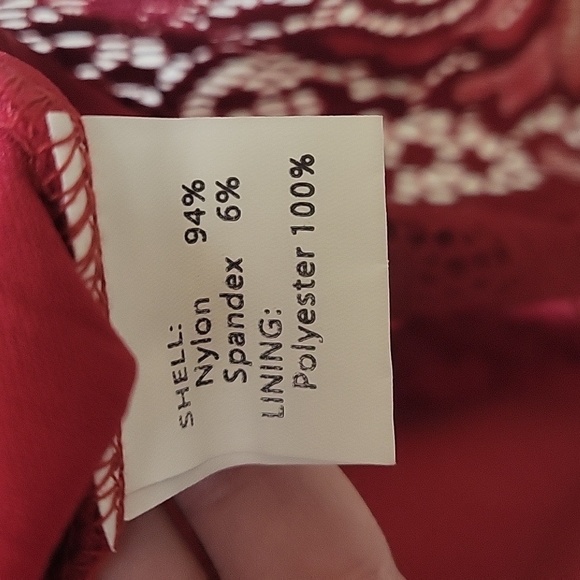 SHELL:
Nylon 94%
Spandex 6%
LINING:
Polyester 100%